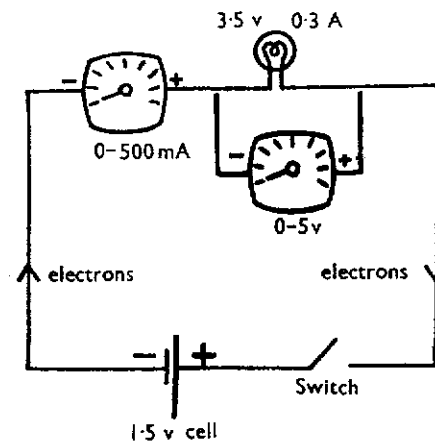 3·5 v 0·3 A
- +
0-500 mA
- +
0-5 v
electrons electrons
- +
Switch
1·5 v cell